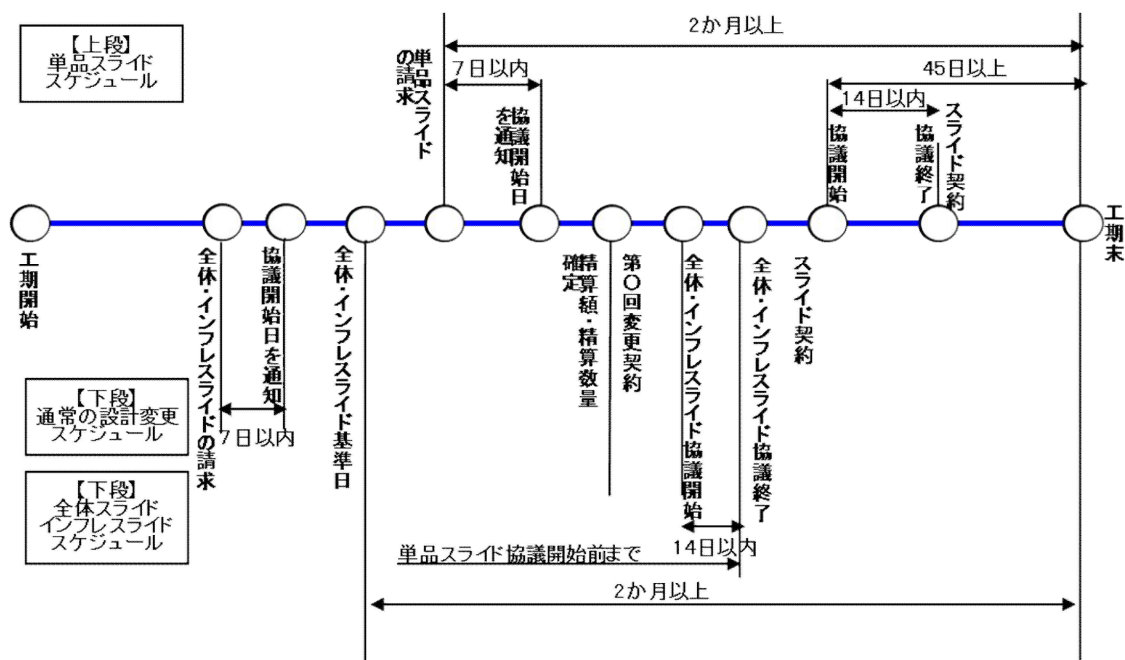 【上段】
単品スライド
スケジュール
2か月以上
単品スライド
の請求
7日以内
協議開始日
を通知
45日以上
14日以内
協議開始
協議終了
スライド契約
工期開始
工期末
全体・インフレスライドの請求
協議開始日を通知
7日以内
全体・インフレスライド基準日
精算額・精算数量
確定
第〇回変更契約
全体・インフレスライド協議開始
全体・インフレスライド協議終了
スライド契約
14日以内
単品スライド協議開始前まで
2か月以上
【下段】
通常の設計変更
スケジュール
【下段】
全体スライド
インフレスライド
スケジュール